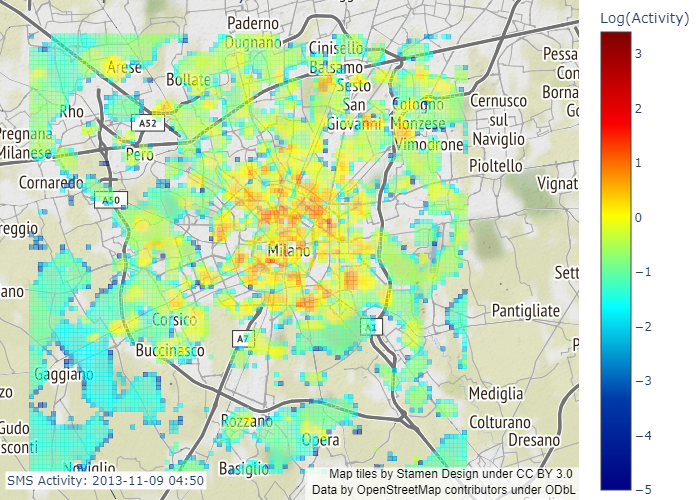 Log(Activity)
3
2
1
0
−1
−2
−3
−4
−5
Paderno
Dugnano
Cinisello
Balsamo
Arese
Bollate
Sesto
San
Giovanni
Cologno
Monzese
Vimodrone
Cernusco
sul
Naviglio
Pioltello
Pessa
Con
Borna
Go
Rho
A52
Pregnana
Milanese
Pero
Cornaredo
A50
Vignat
reggio
Milano
Sett
ano
Corsico
A1
A7
Pantigliate
Buccinasco
P
Gaggiano
Mediglia
zo
Rozzano
Colturano
Gudo
Opera
Dresano
sconti
Noviglio
Basiglio
SMS Activity: 2013-11-09 04:50
Map tiles by Stamen Design under CC BY 3.0
Data by OpenStreetMap contributors under ODbL